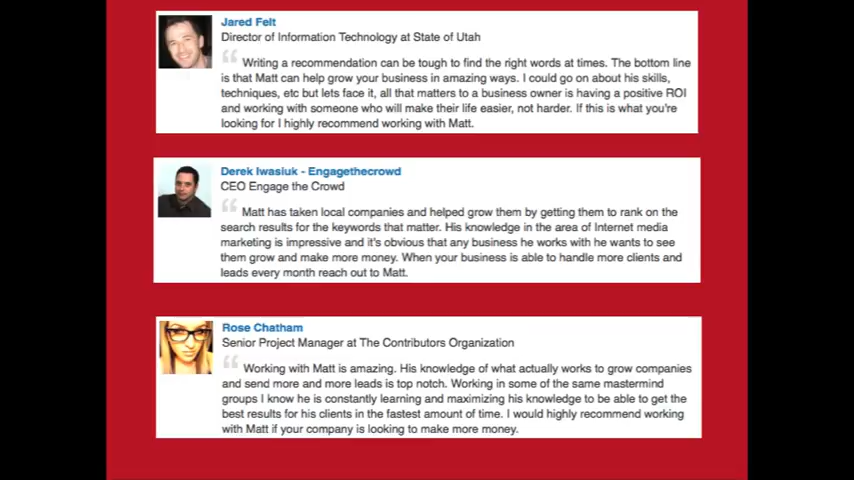 Jared Felt
Director of Information Technology at State of Utah
“ Writing a recommendation can be tough to find the right words at times. The bottom line
is that Matt can help grow your business in amazing ways. I could go on about his skills,
techniques, etc but lets face it, all that matters to a business owner is having a positive ROI
and working with someone who will make their life easier, not harder. If this is what you're
looking for I highly recommend working with Matt.
Derek Iwasiuk - Engagethecrowd
CEO Engage the Crowd
“ Matt has taken local companies and helped grow them by getting them to rank on the
search results for the keywords that matter. His knowledge in the area of Internet media
marketing is impressive and it's obvious that any business he works with he wants to see
them grow and make more money. When your business is able to handle more clients and
leads every month reach out to Matt.
Rose Chatham
Senior Project Manager at The Contributors Organization
“ Working with Matt is amazing. His knowledge of what actually works to grow companies
and send more and more leads is top notch. Working in some of the same mastermind
groups I know he is constantly learning and maximizing his knowledge to be able to get the
best results for his clients in the fastest amount of time. I would highly recommend working
with Matt if your company is looking to make more money.